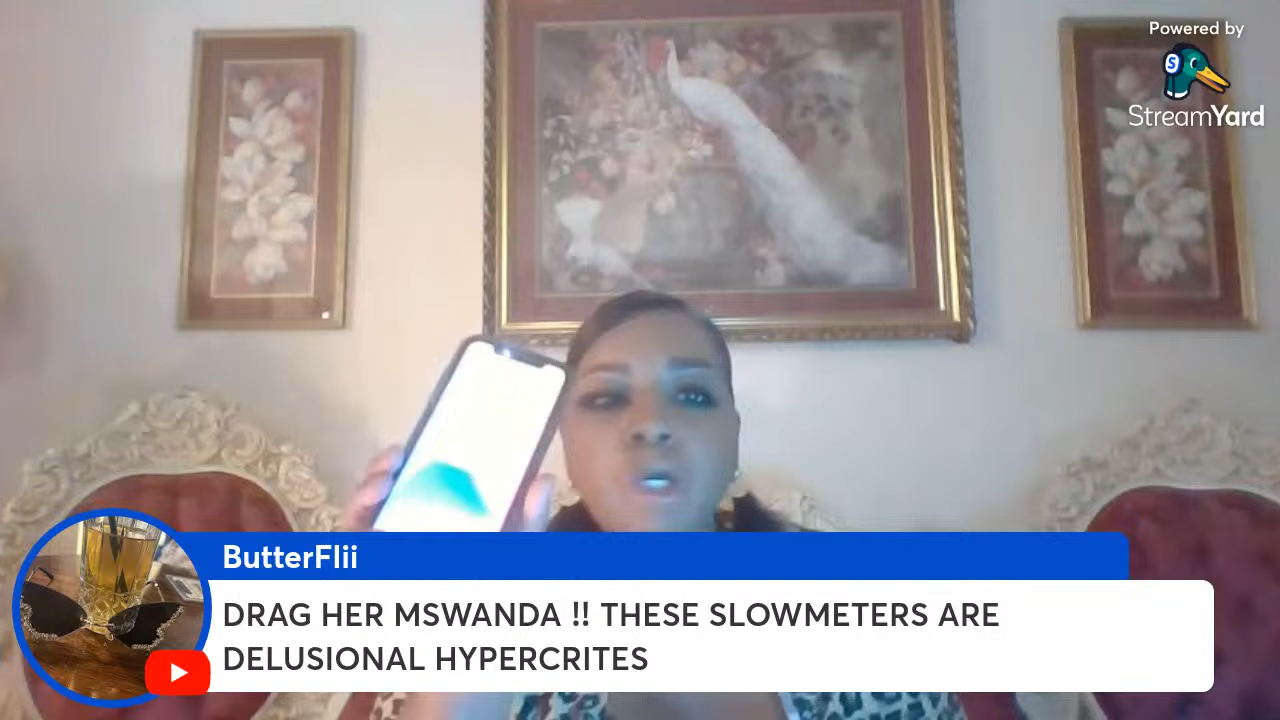 Powered by
S
StreamYard
ButterFlii
DRAG HER MSWANDA !! THESE SLOWMETERS ARE
DELUSIONAL HYPERCRITES